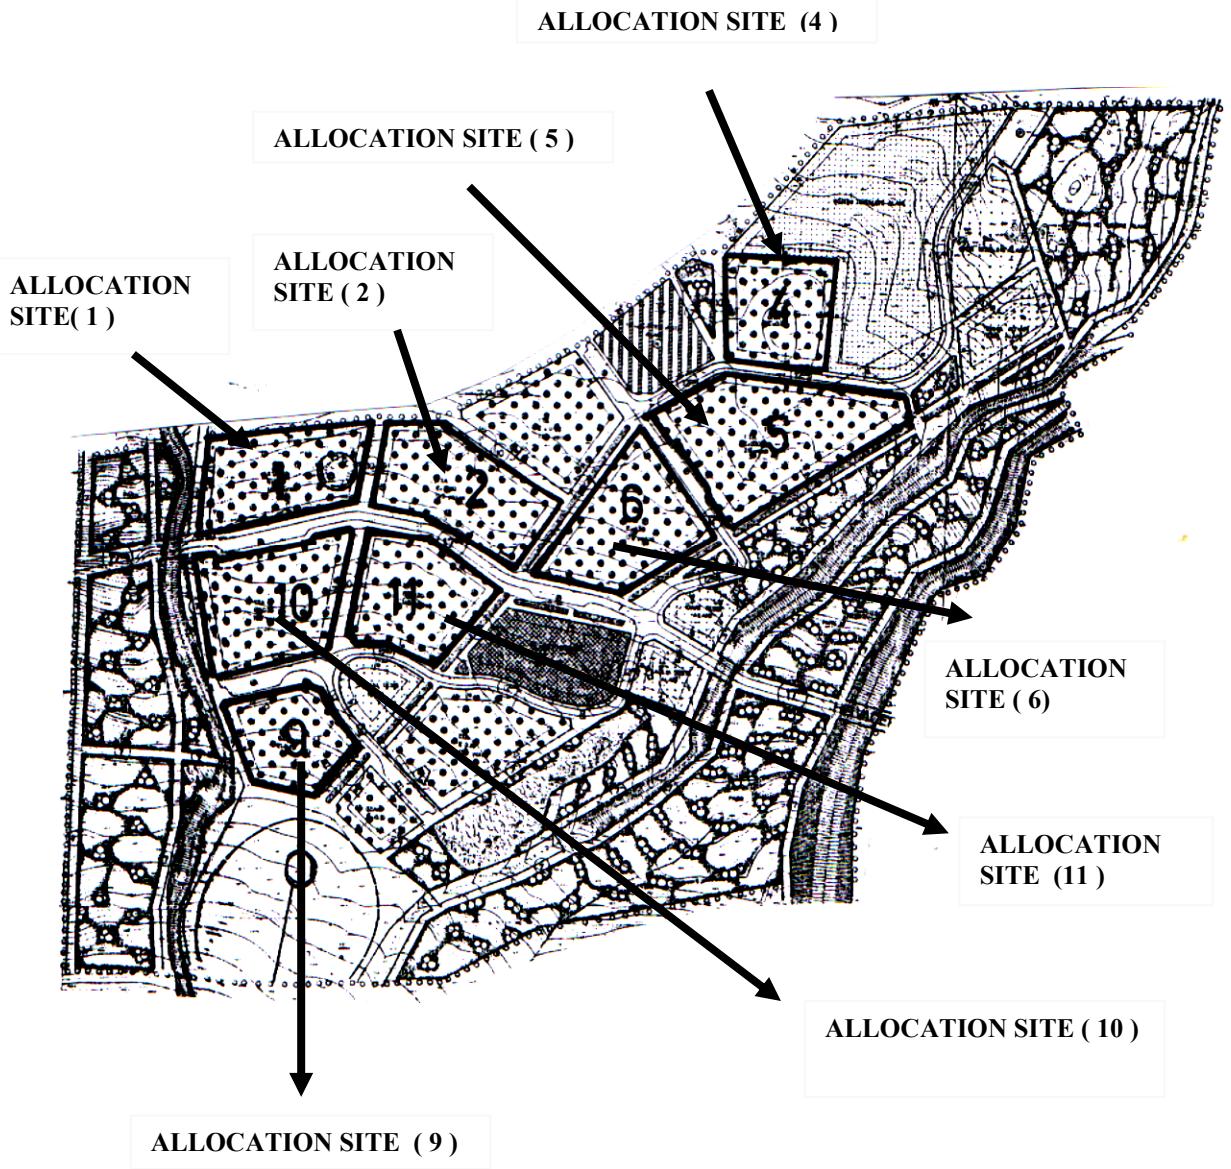 ALLOCATION SITE (4 )
ALLOCATION SITE ( 5 )
ALLOCATION
SITE ( 2 )
ALLOCATION
SITE( 1 )
4
5
2
6
10
11
9
ALLOCATION
SITE ( 6)
ALLOCATION
SITE (11 )
ALLOCATION SITE ( 10 )
ALLOCATION SITE ( 9 )